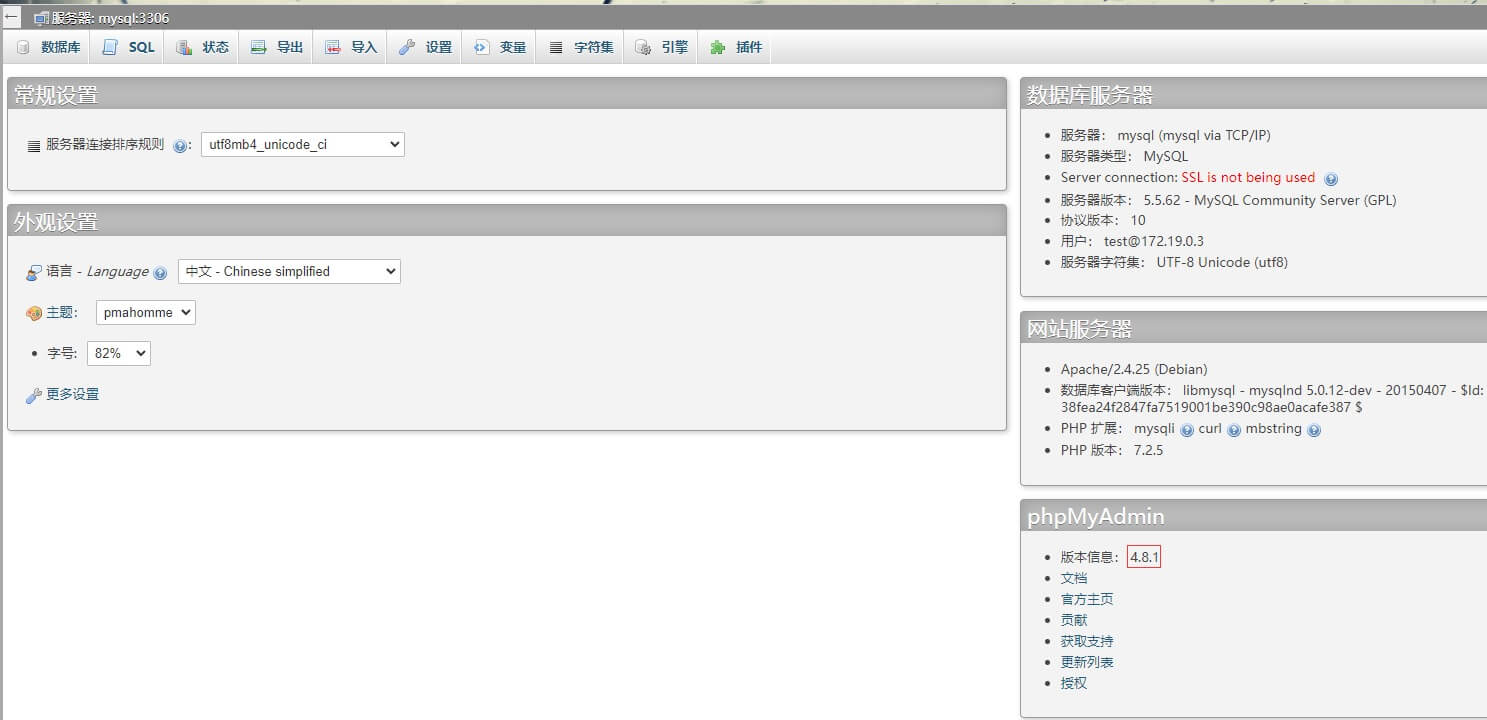 服务器: mysql:3306
数据库 SQL 状态 导出 导入 设置 变量 字符集 引擎 插件
常规设置
服务器连接排序规则 : utf8mb4_unicode_ci
外观设置
语言 - Language 中文 - Chinese simplified
主题: pmahomme
字号: 82%
更多设置
数据库服务器
服务器: mysql (mysql via TCP/IP)
服务器类型: MySQL
Server connection: SSL is not being used
服务器版本: 5.5.62 - MySQL Community Server (GPL)
协议版本: 10
用户: test@172.19.0.3
服务器字符集: UTF-8 Unicode (utf8)
网站服务器
Apache/2.4.25 (Debian)
数据库客户端版本: libmysql - mysqlnd 5.0.12-dev - 20150407 - $Id:
38fea24f2847fa7519001be390c98ae0acafe387 $
PHP 扩展: mysqli curl mbstring
PHP 版本: 7.2.5
phpMyAdmin
版本信息: 4.8.1
文档
官方主页
贡献
获取支持
更新列表
授权